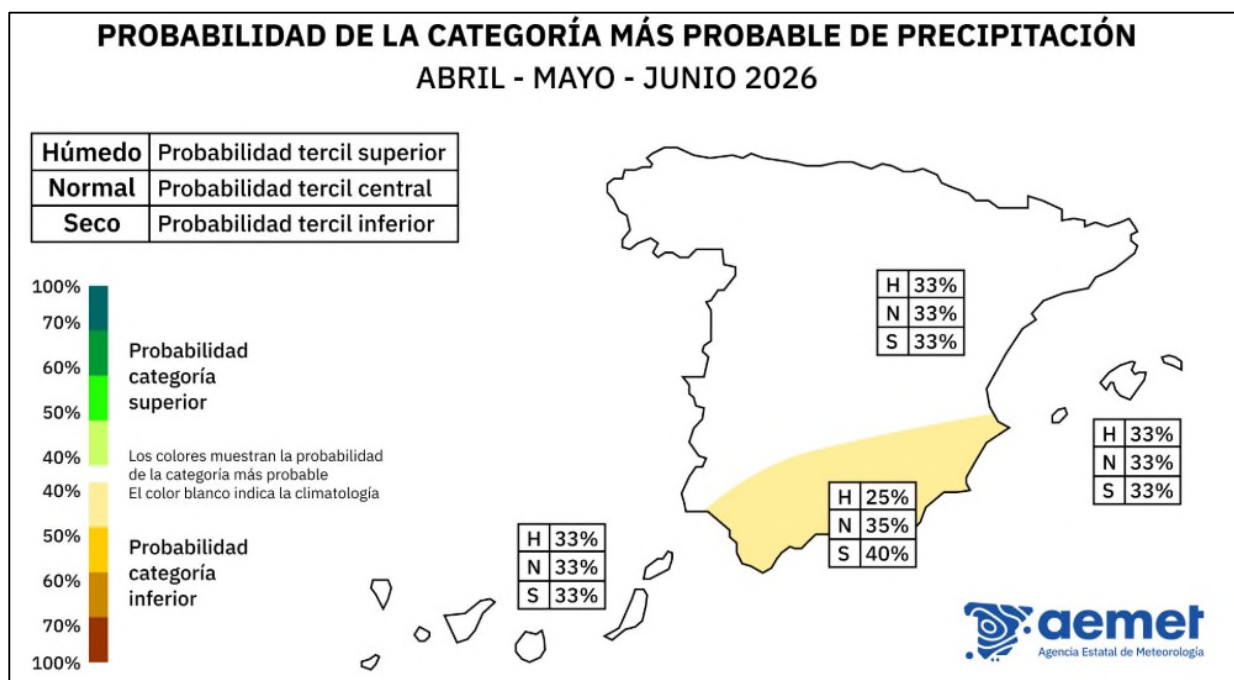 PROBABILIDAD DE LA CATEGORÍA MÁS PROBABLE DE PRECIPITACIÓN
ABRIL - MAYO - JUNIO 2026
Húmedo Probabilidad tercil superior
Normal Probabilidad tercil central
Seco Probabilidad tercil inferior
100%
70%
60%
50%
40%
40%
50%
60%
70%
100%
Probabilidad
categoría
superior
Los colores muestran la probabilidad
de la categoría más probable
El color blanco indica la climatología
Probabilidad
categoría
inferior
H 33%
N 33%
S 33%
H 33%
N 33%
S 33%
H 25%
N 35%
S 40%
H 33%
N 33%
S 33%
aemet
Agencia Estatal de Meteorología